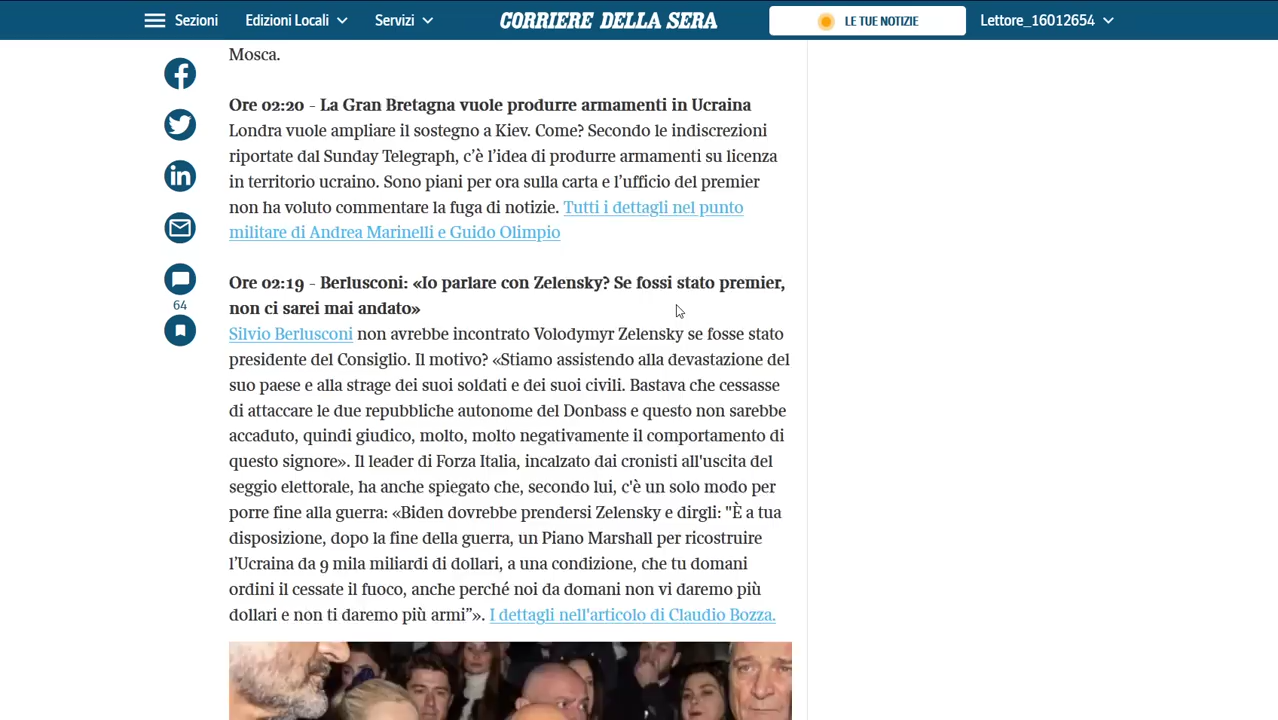 Sezioni
Edizioni Locali
Servizi
CORRIERE DELLA SERA
LE TUE NOTIZIE
Lettore_16012654
Mosca.
Ore 02:20 - La Gran Bretagna vuole produrre armamenti in Ucraina
Londra vuole ampliare il sostegno a Kiev. Come? Secondo le indiscrezioni
riportate dal Sunday Telegraph, c’è l’idea di produrre armamenti su licenza
in territorio ucraino. Sono piani per ora sulla carta e l’ufficio del premier
non ha voluto commentare la fuga di notizie. Tutti i dettagli nel punto
militare di Andrea Marinelli e Guido Olimpio
64
Ore 02:19 - Berlusconi: «Io parlare con Zelensky? Se fossi stato premier,
non ci sarei mai andato»
Silvio Berlusconi non avrebbe incontrato Volodymyr Zelensky se fosse stato
presidente del Consiglio. Il motivo? «Stiamo assistendo alla devastazione del
suo paese e alla strage dei suoi soldati e dei suoi civili. Bastava che cessasse
di attaccare le due repubbliche autonome del Donbass e questo non sarebbe
accaduto, quindi giudico, molto, molto negativamente il comportamento di
questo signore». Il leader di Forza Italia, incalzato dai cronisti all'uscita del
seggio elettorale, ha anche spiegato che, secondo lui, c'è un solo modo per
porre fine alla guerra: «Biden dovrebbe prendersi Zelensky e dirgli: "È a tua
disposizione, dopo la fine della guerra, un Piano Marshall per ricostruire
l’Ucraina da 9 mila miliardi di dollari, a una condizione, che tu domani
ordini il cessate il fuoco, anche perché noi da domani non vi daremo più
dollari e non ti daremo più armi”». I dettagli nell'articolo di Claudio Bozza.